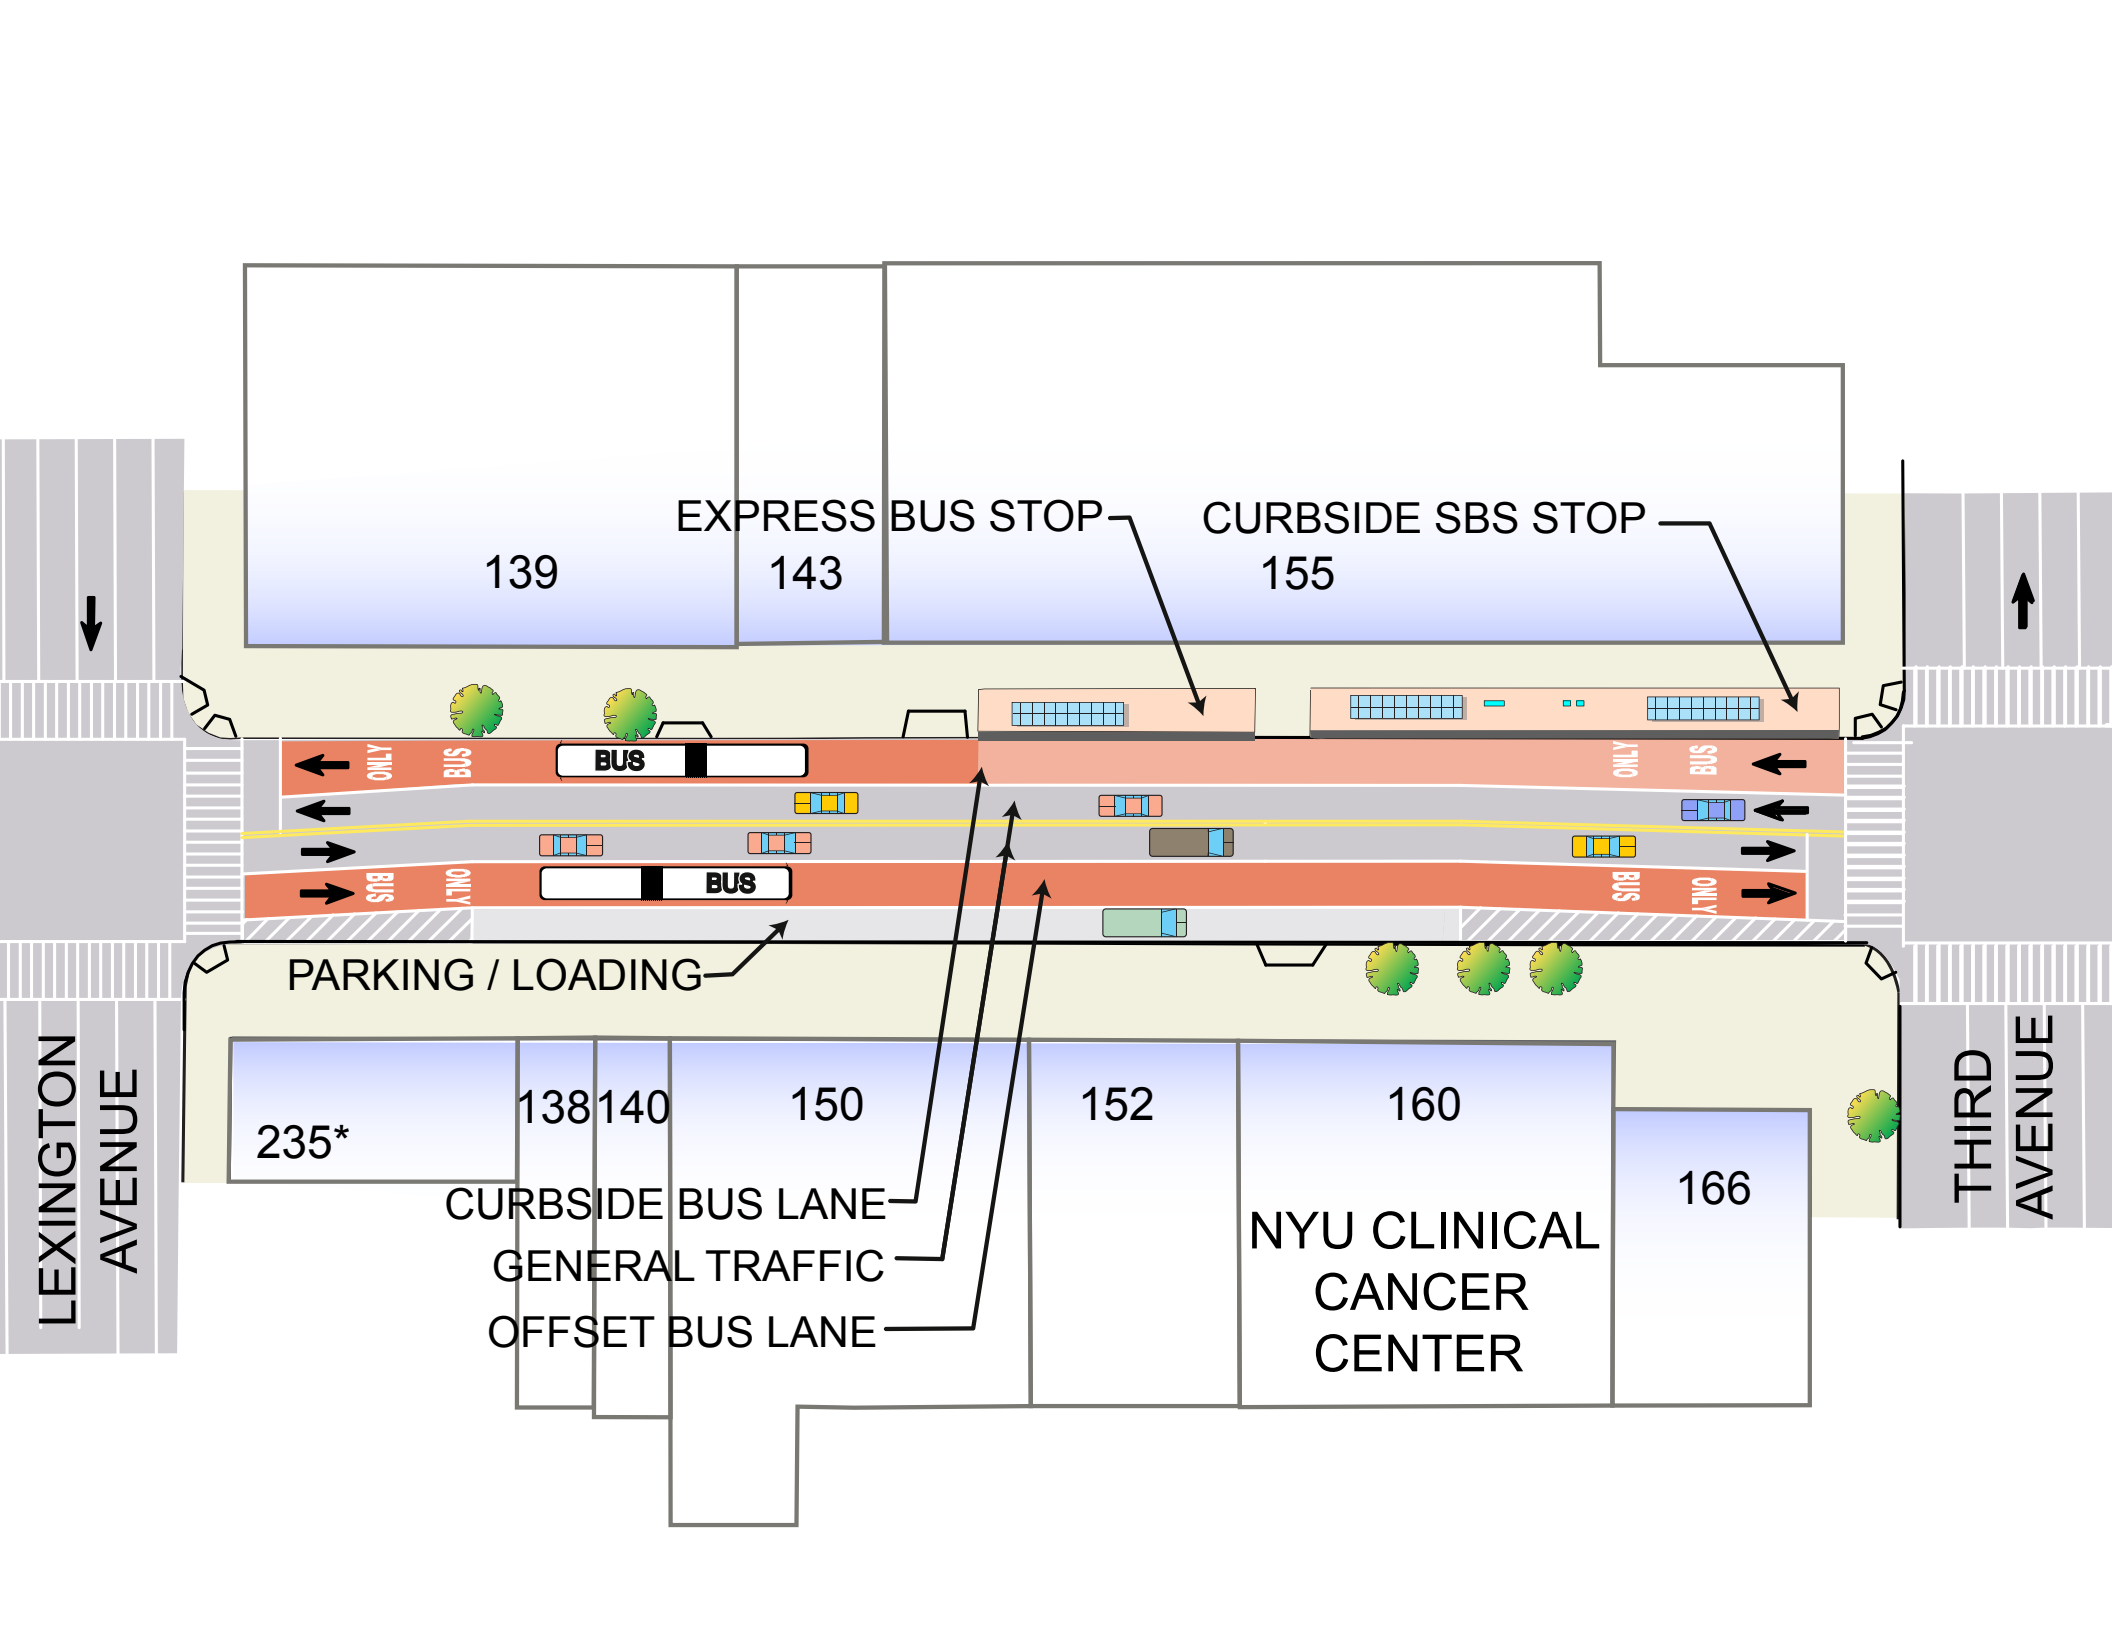 EXPRESS BUS STOP
CURBSIDE SBS STOP
139
143
155
ONLY
BUS
BUS
ONLY
BUS
BUS
ONLY
BUS
BUS
ONLY
PARKING / LOADING
LEXINGTON
AVENUE
THIRD
AVENUE
235*
138
140
150
152
160
166
CURBSIDE BUS LANE
GENERAL TRAFFIC
OFFSET BUS LANE
NYU CLINICAL
CANCER
CENTER